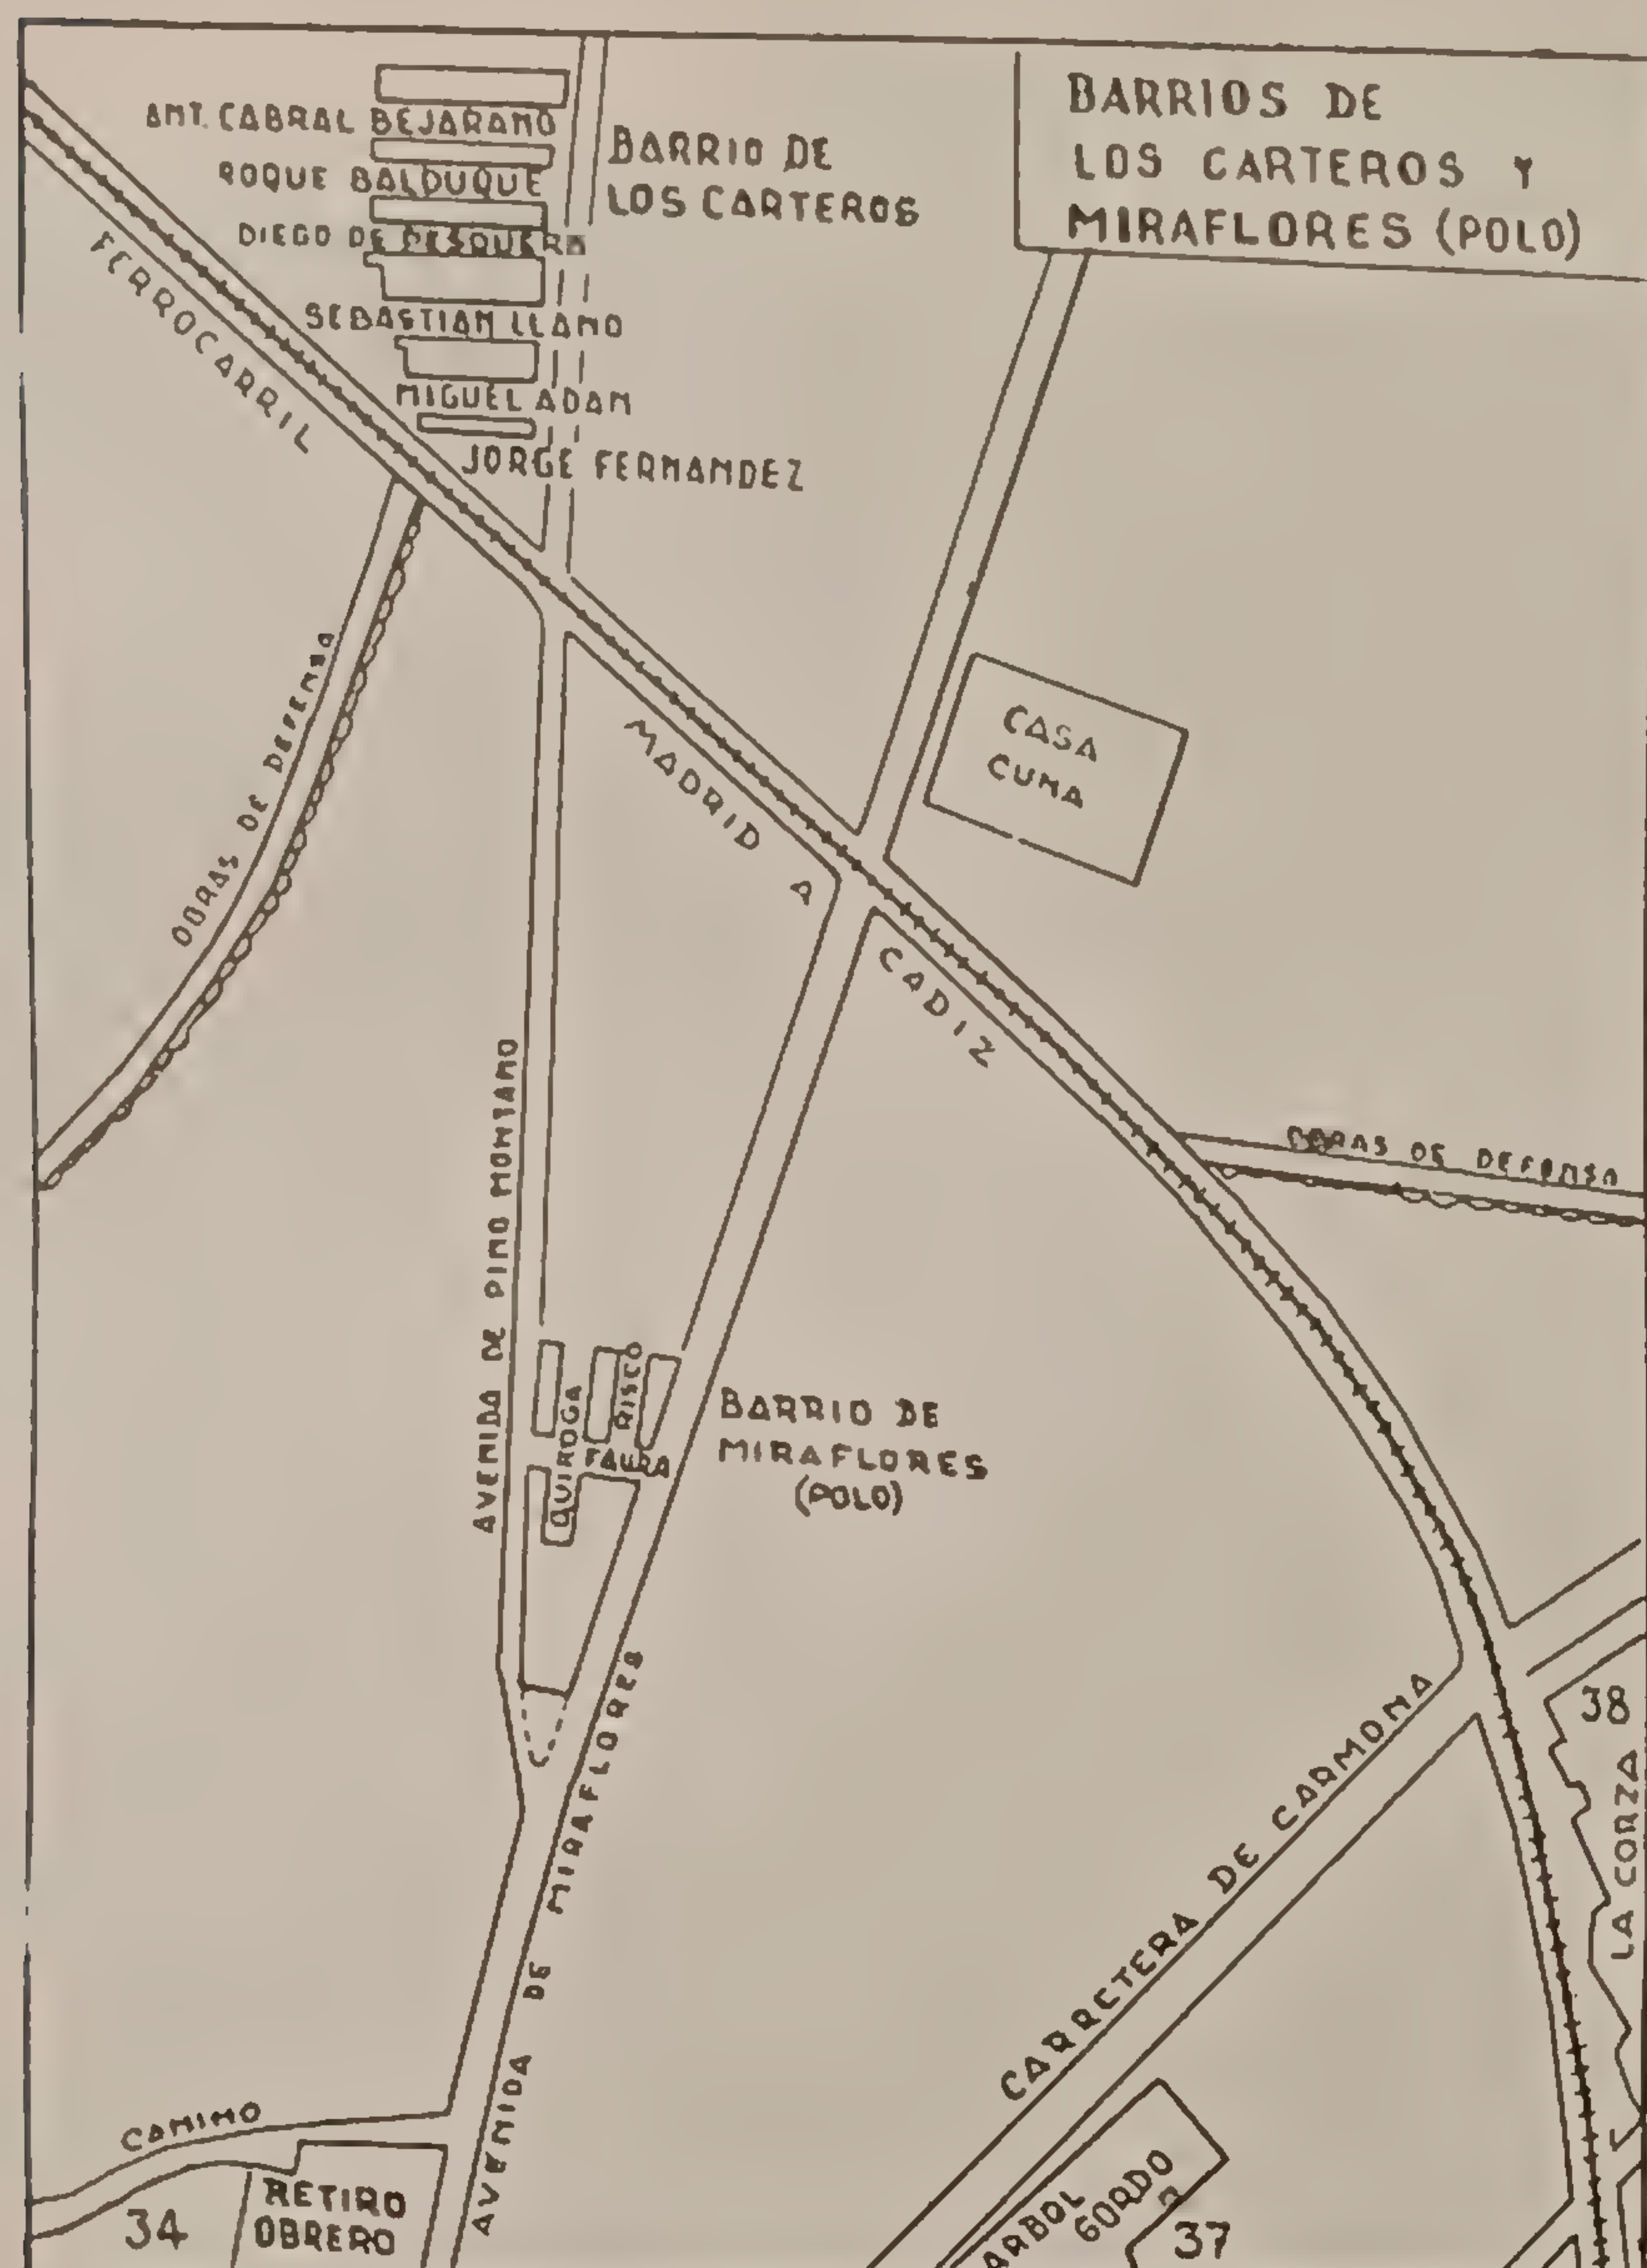 BARRIOS DE
LOS CARTEROS Y
MIRAFLORES (POLO)
ANT. CABRAL BEJARANO
BARRIO DE
LOS CARTEROS
ROQUE BALDUQUE
DIEGO DE PESQUERA
SEBASTIAN LLANO
MIGUEL ADAN
JORGE FERNANDEZ
FERROCARRIL
MADRID A
CADIZ
CASA
CUNA
OBRAS DE DEFENSA
OBRAS DE DEFENSA
AVENIDA DE PINO MONTANO
QUIROGA
RISCO
FAURA
BARRIO DE
MIRAFLORES
(POLO)
AVENIDA DE MIRAFLORES
CARRETERA DE CARMONA
38
LA CORZA
CAMINO
34
RETIRO
OBRERO
ARBOL
GORDO
37